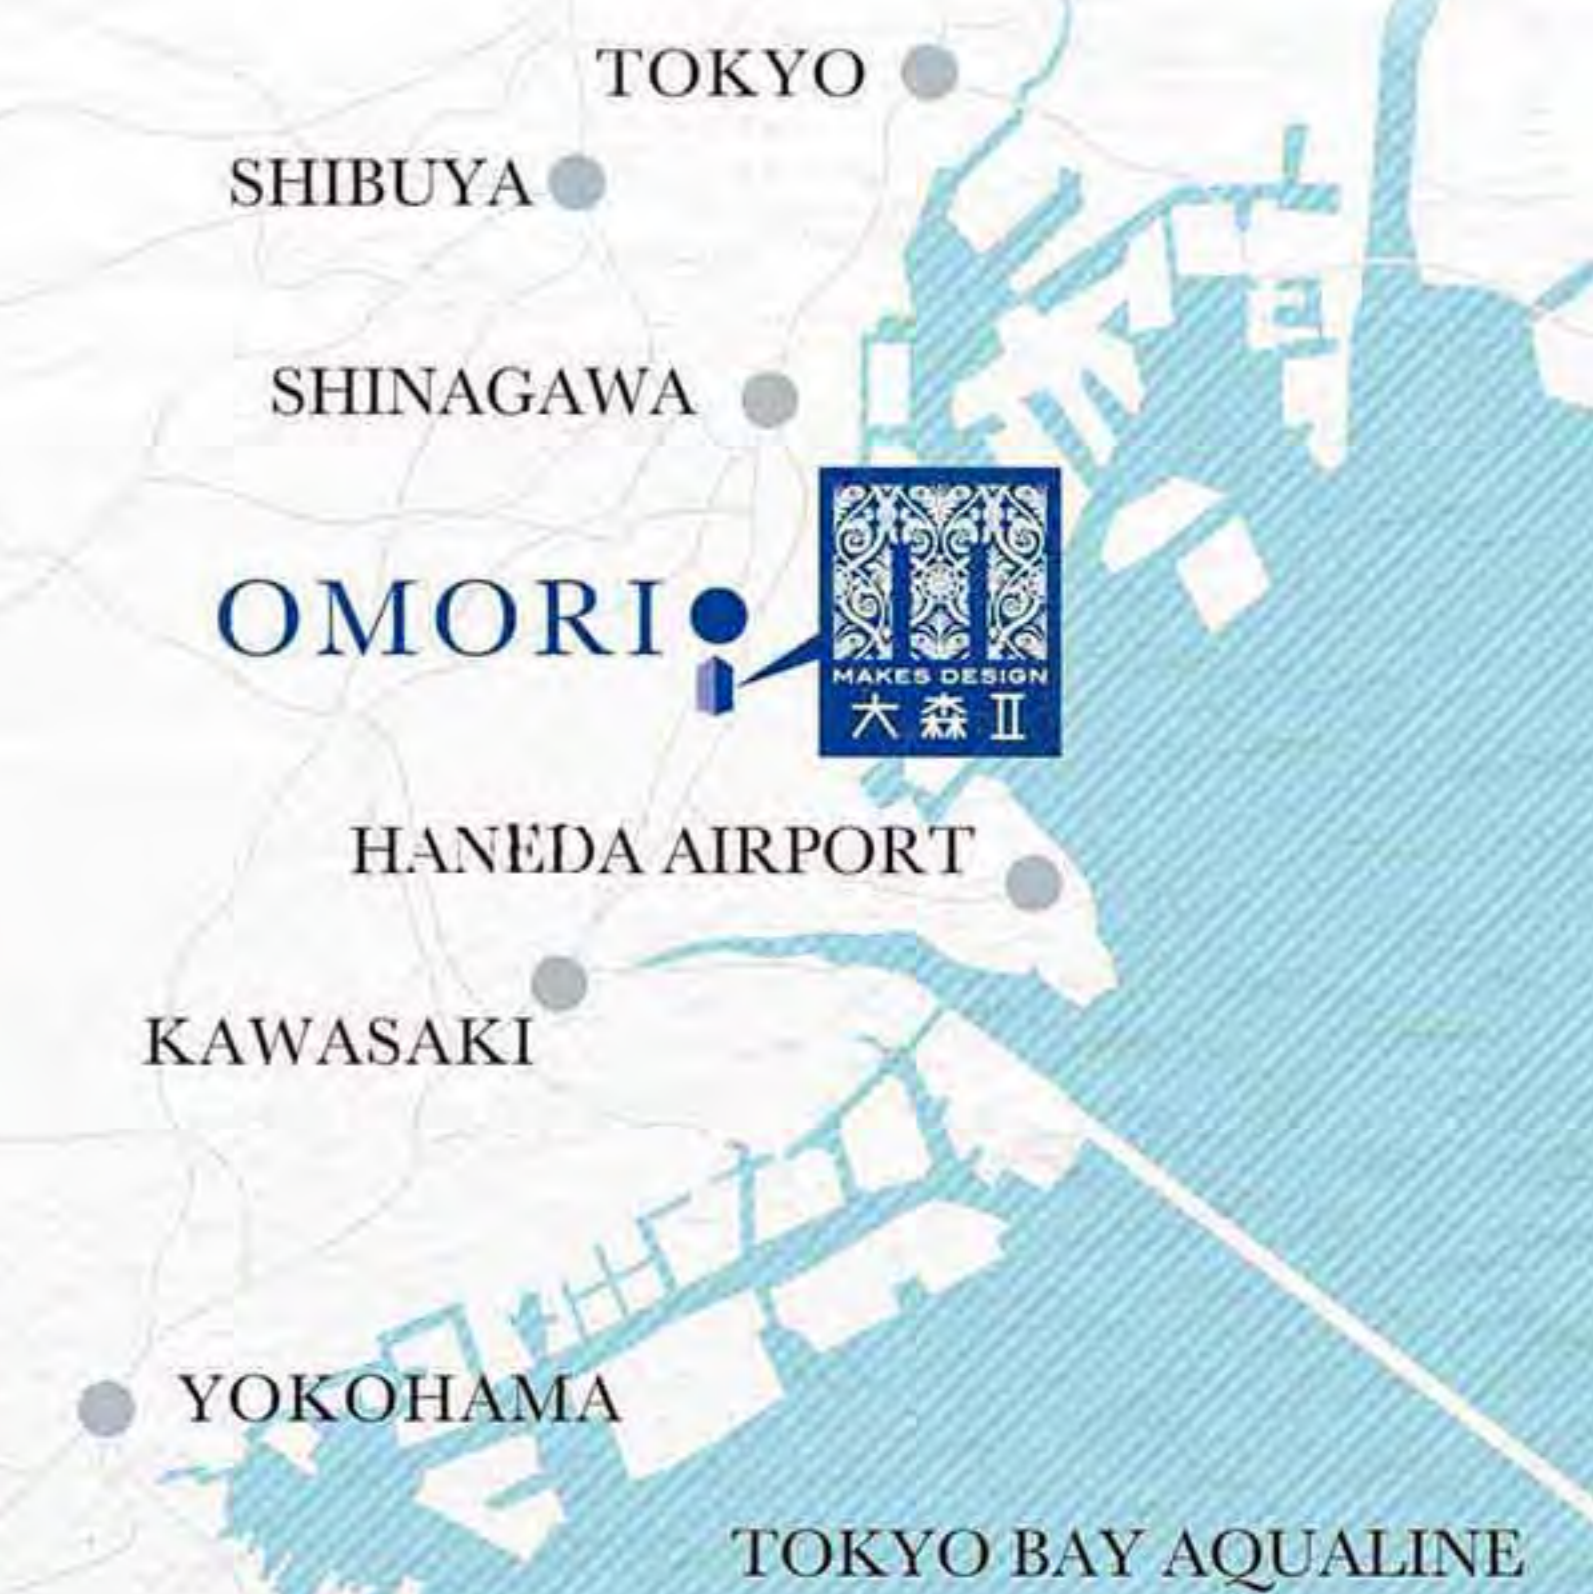 TOKYO
SHIBUYA
SHINAGAWA
OMORI
MAKES DESIGN
大森Ⅱ
HANEDA AIRPORT
KAWASAKI
YOKOHAMA
TOKYO BAY AQUALINE